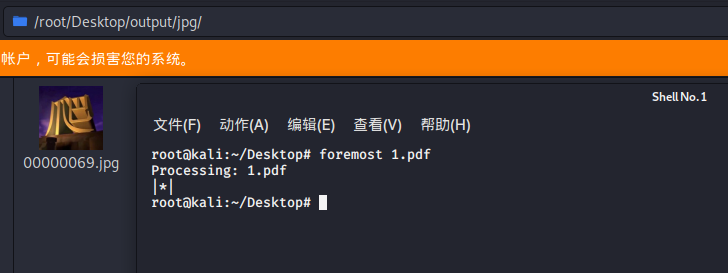 /root/Desktop/output/jpg/
帐户，可能会损害您的系统。
00000069.jpg
Shell No. 1
文件(F) 动作(A) 编辑(E) 查看(V) 帮助(H)
root@kali:~/Desktop# foremost 1.pdf
Processing: 1.pdf
|*|
root@kali:~/Desktop#